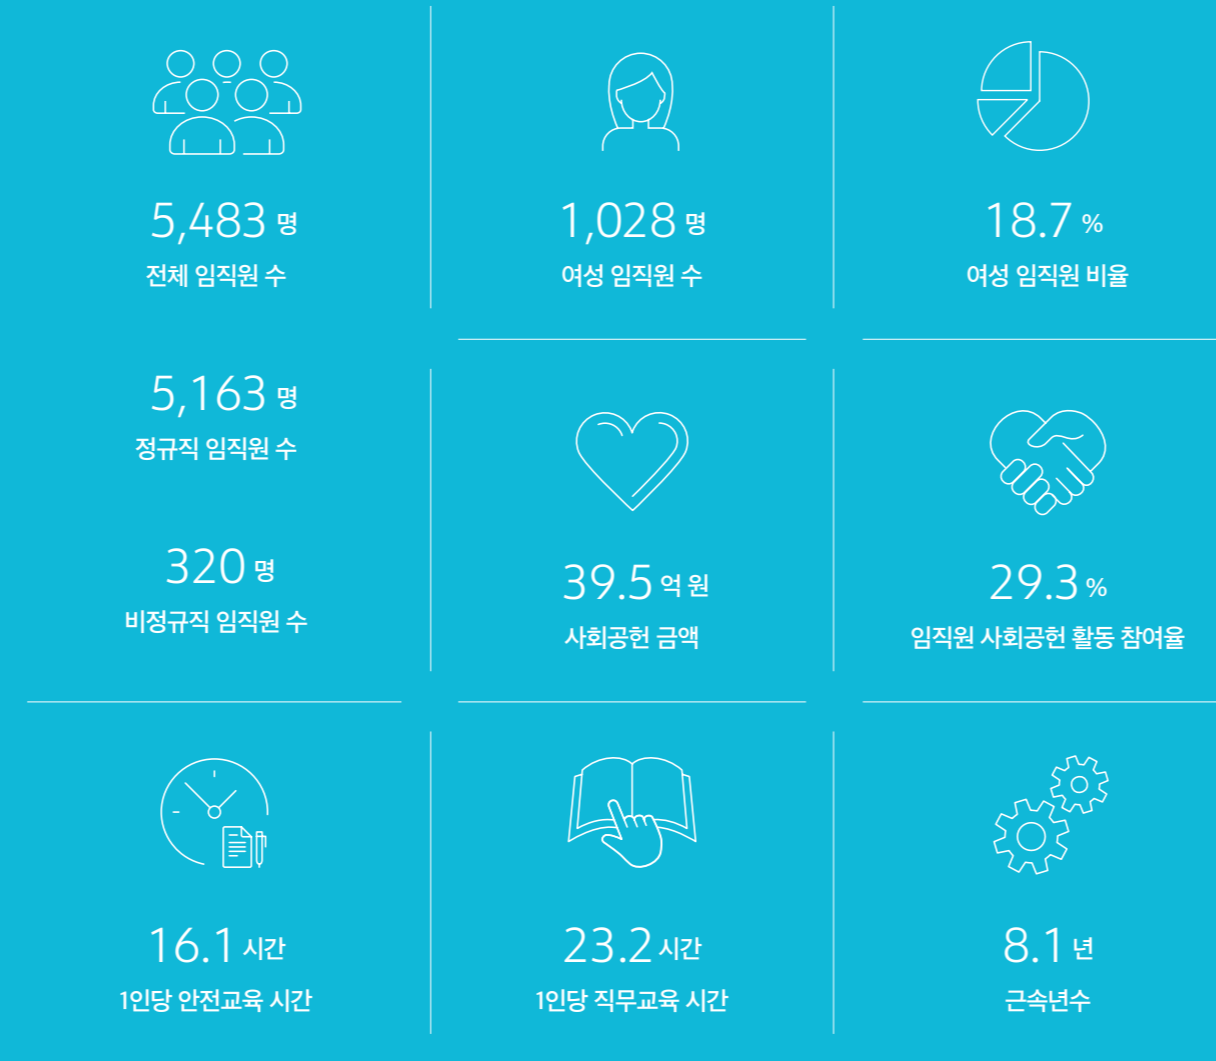 5,483 명
전체 임직원 수
5,163 명
정규직 임직원 수
320 명
비정규직 임직원 수
1,028 명
여성 임직원 수
18.7 %
여성 임직원 비율
39.5 억 원
사회공헌 금액
29.3 %
임직원 사회공헌 활동 참여율
16.1 시간
1인당 안전교육 시간
23.2 시간
1인당 직무교육 시간
8.1 년
근속년수